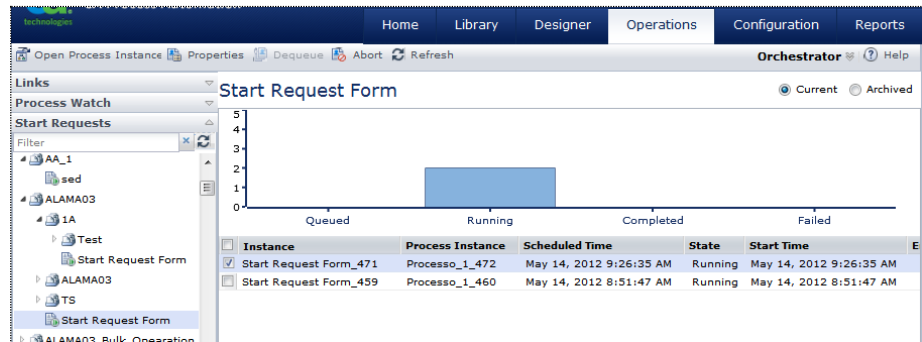 technologies
Home Library Designer Operations Configuration Reports
Open Process Instance Properties Dequeue Abort Refresh Orchestrator Help
Links
Process Watch
Start Requests
Filter
AA_1
sed
ALAMA03
1A
Test
Start Request Form
ALAMA03
TS
Start Request Form
ALAMA03_Bulk_Opearation
Start Request Form
Current Archived
5
4
3
2
1
0
Queued Running Completed Failed
Instance Process Instance Scheduled Time State Start Time E
Start Request Form_471 Processo_1_472 May 14, 2012 9:26:35 AM Running May 14, 2012 9:26:35 AM
Start Request Form_459 Processo_1_460 May 14, 2012 8:51:47 AM Running May 14, 2012 8:51:47 AM